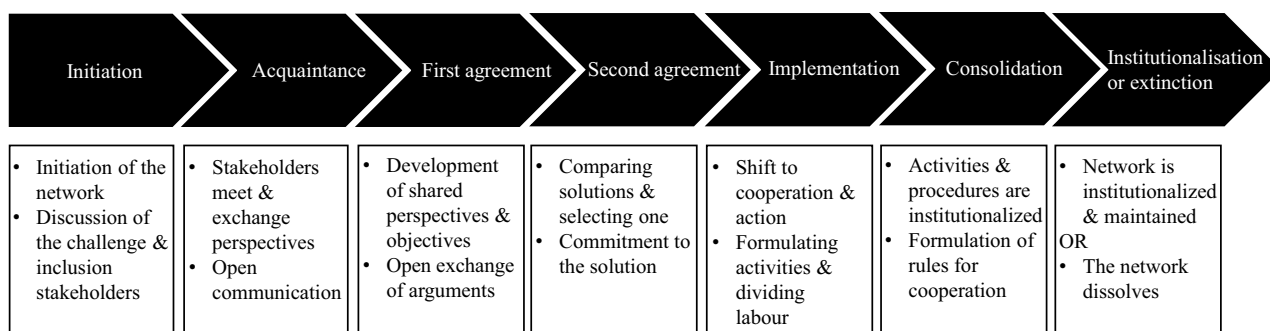 Initiation
Acquaintance
First agreement
Second agreement
Implementation
Consolidation
Institutionalisation
or extinction
• Initiation of the
network
• Discussion of
the challenge &
inclusion
stakeholders
• Stakeholders
meet &
exchange
perspectives
• Open
communication
• Development
of shared
perspectives &
objectives
• Open exchange
of arguments
• Comparing
solutions &
selecting one
• Commitment to
the solution
• Shift to
cooperation &
action
• Formulating
activities &
dividing
labour
• Activities &
procedures are
institutionalized
• Formulation of
rules for
cooperation
• Network is
institutionalized
& maintained
OR
• The network
dissolves